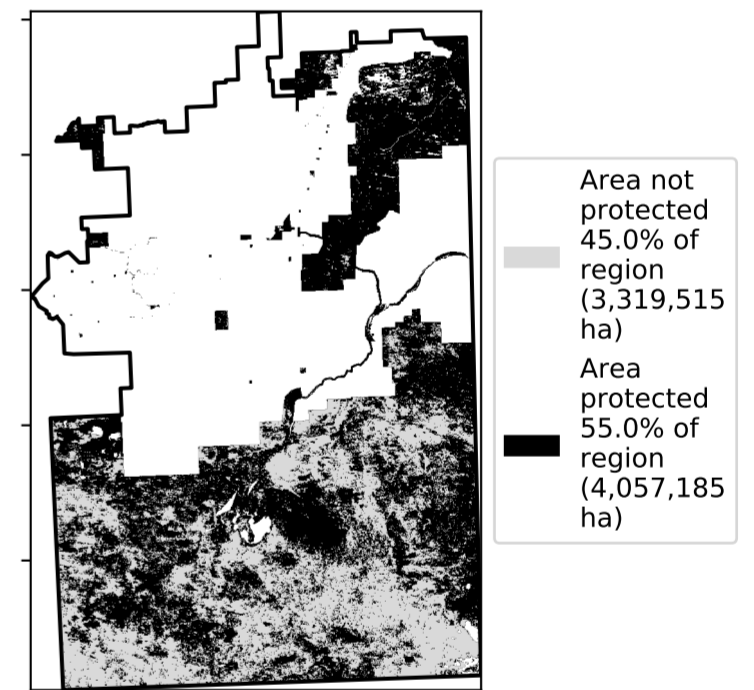 Area not
protected
45.0% of
region
(3,319,515
ha)
Area
protected
55.0% of
region
(4,057,185
ha)